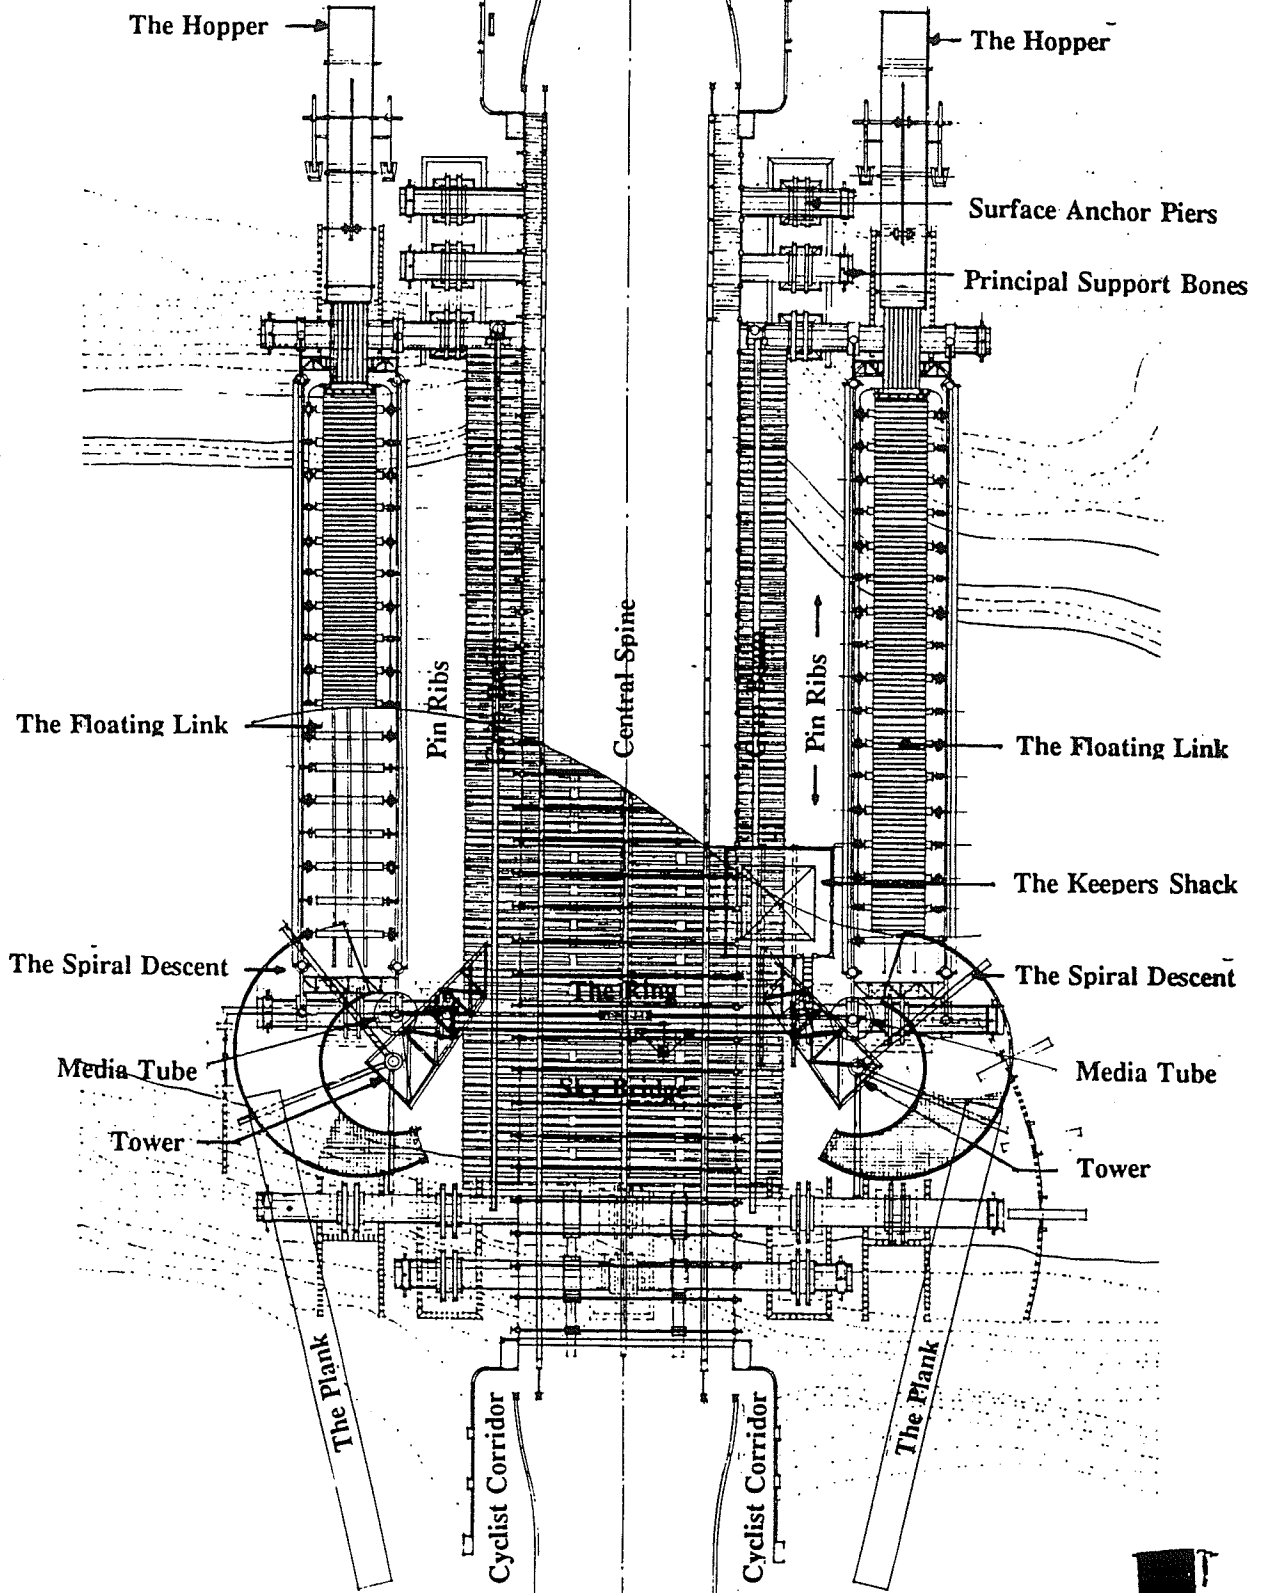 The Hopper
The Hopper
Surface Anchor Piers
Principal Support Bones
Pin Ribs
Central Spine
Pin Ribs
The Floating Link
The Floating Link
The Keepers Shack
The Spiral Descent
The Spiral Descent
The Ring
Media Tube
Media Tube
Sky Bridge
Tower
Tower
The Plank
The Plank
Cyclist Corridor
Cyclist Corridor